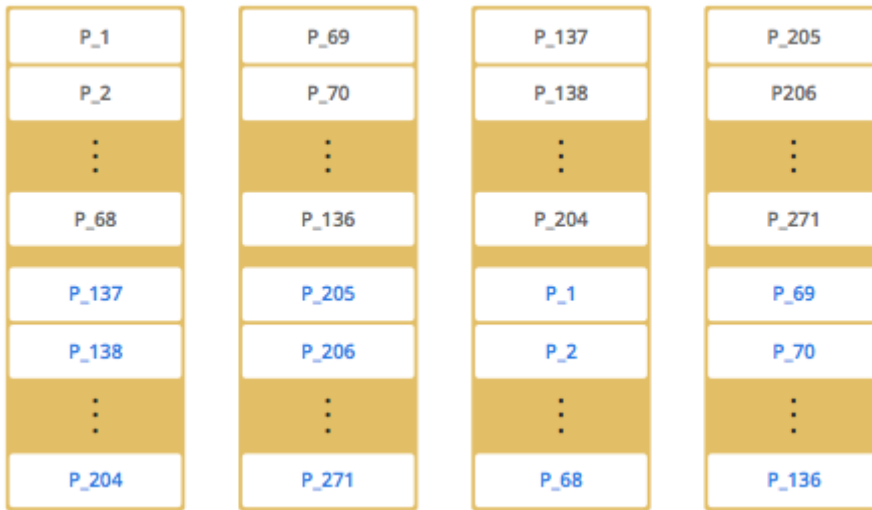 P_1 P_69 P_137 P_205
P_2 P_70 P_138 P206
P_68 P_136 P_204 P_271
P_137 P_205 P_1 P_69
P_138 P_206 P_2 P_70
P_204 P_271 P_68 P_136